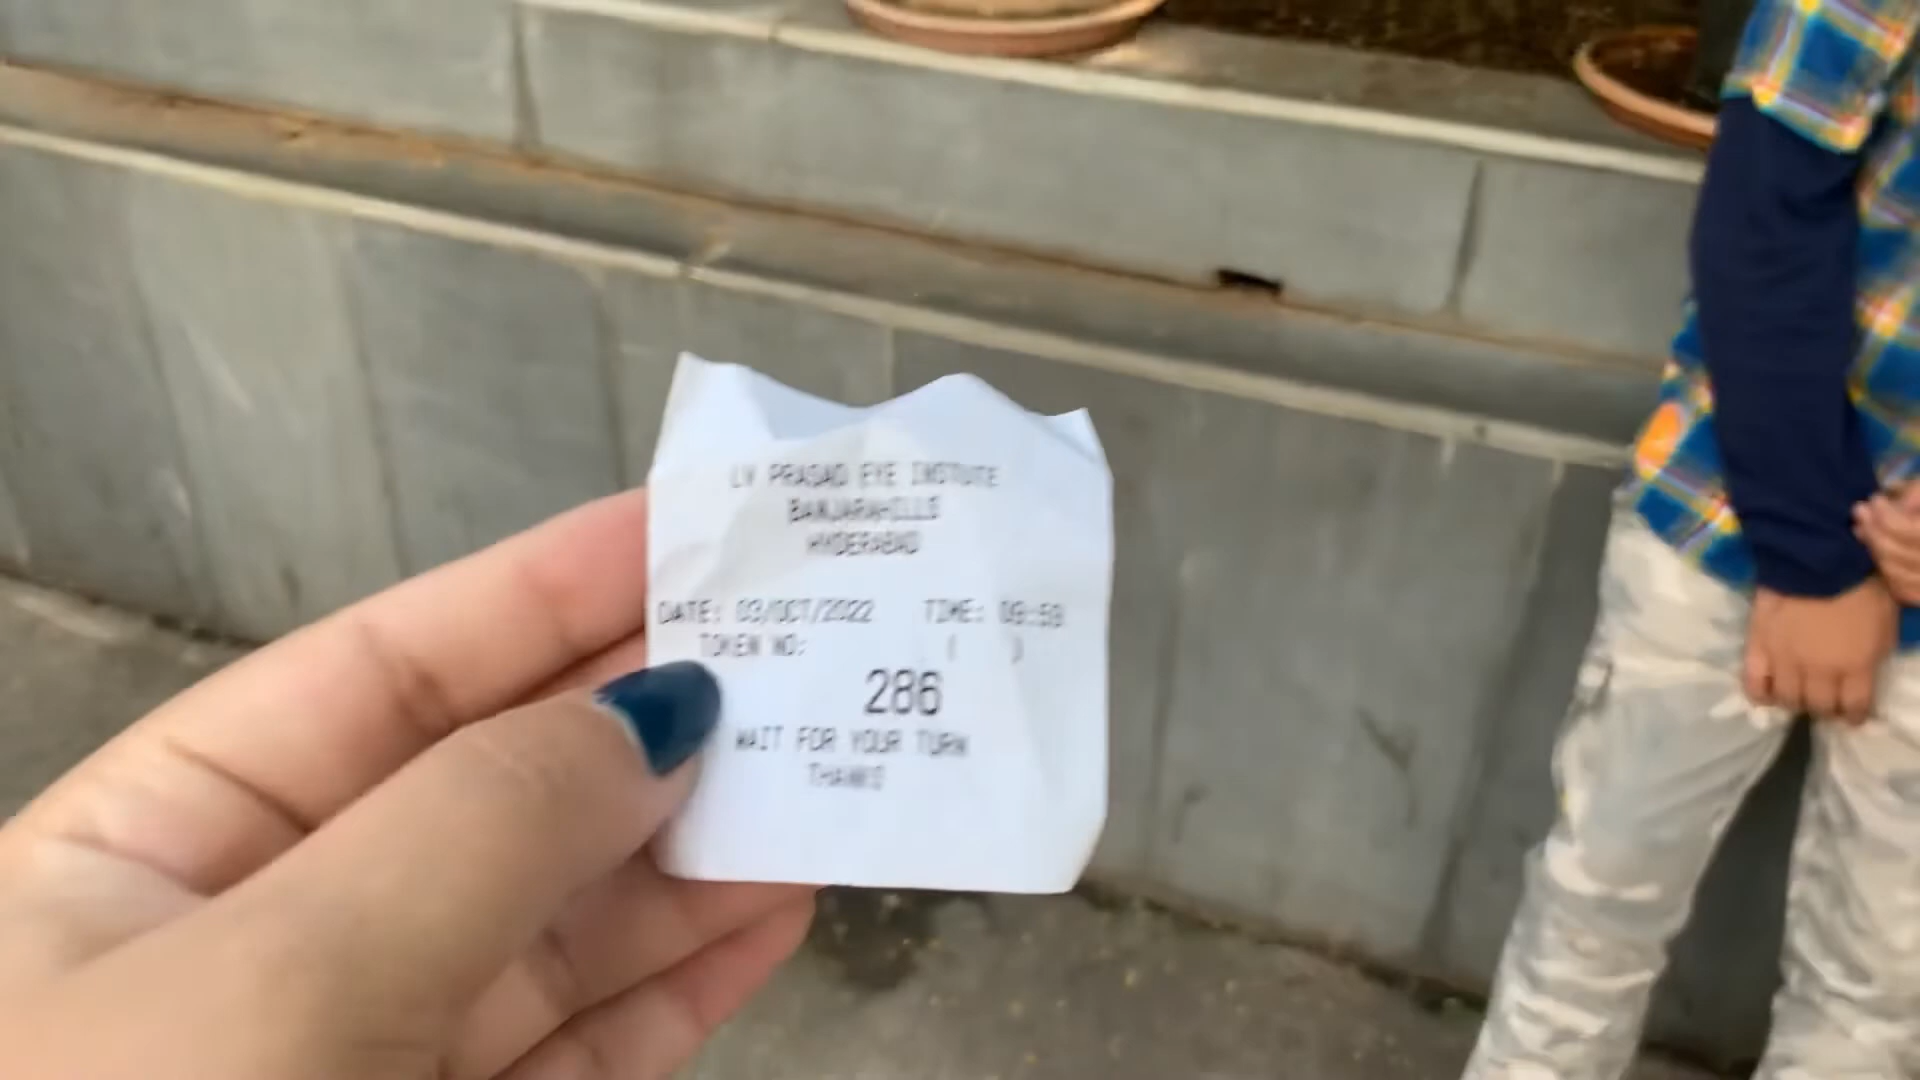 LV PRASAD EYE INSTUTE
BANJARAHILLS
HYDERABAD
DATE: 03/OCT/2022 TIME: 09:59
TOKEN NO: ( )
286
WAIT FOR YOUR TURN
THANKS